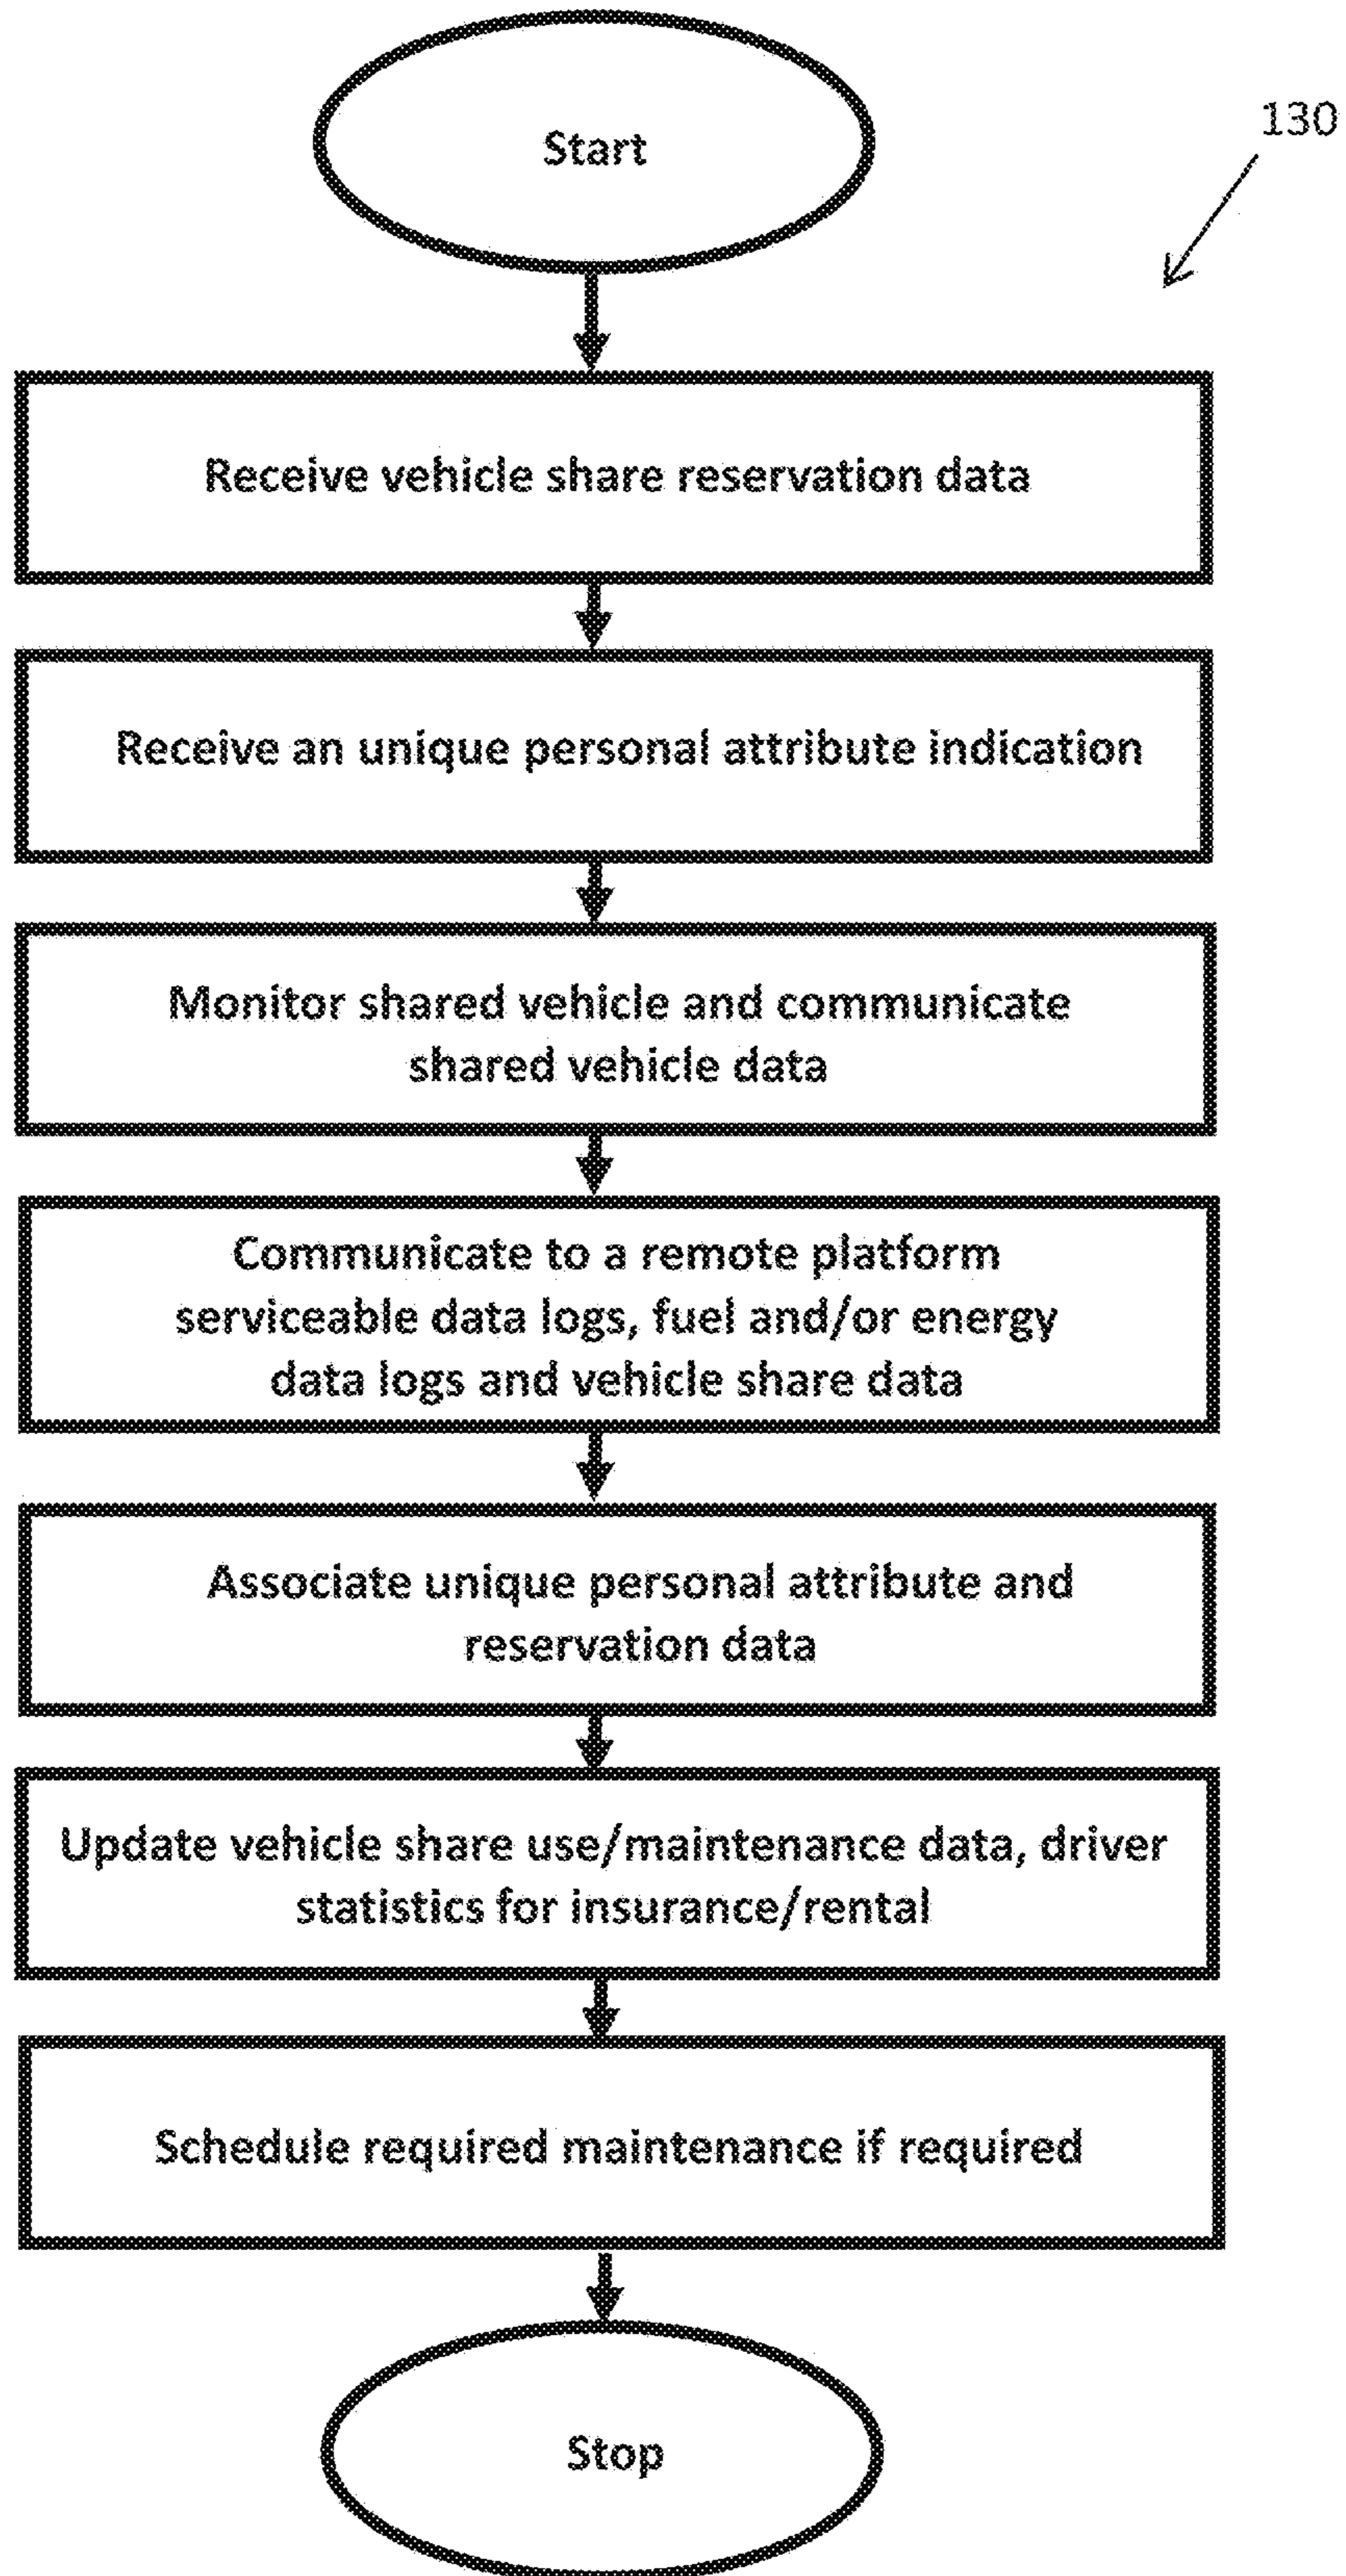 Start
130
Receive vehicle share reservation data
Receive an unique personal attribute indication
Monitor shared vehicle and communicate
shared vehicle data
Communicate to a remote platform
serviceable data logs, fuel and/or energy
data logs and vehicle share data
Associate unique personal attribute and
reservation data
Update vehicle share use/maintenance data, driver
statistics for insurance/rental
Schedule required maintenance if required
Stop